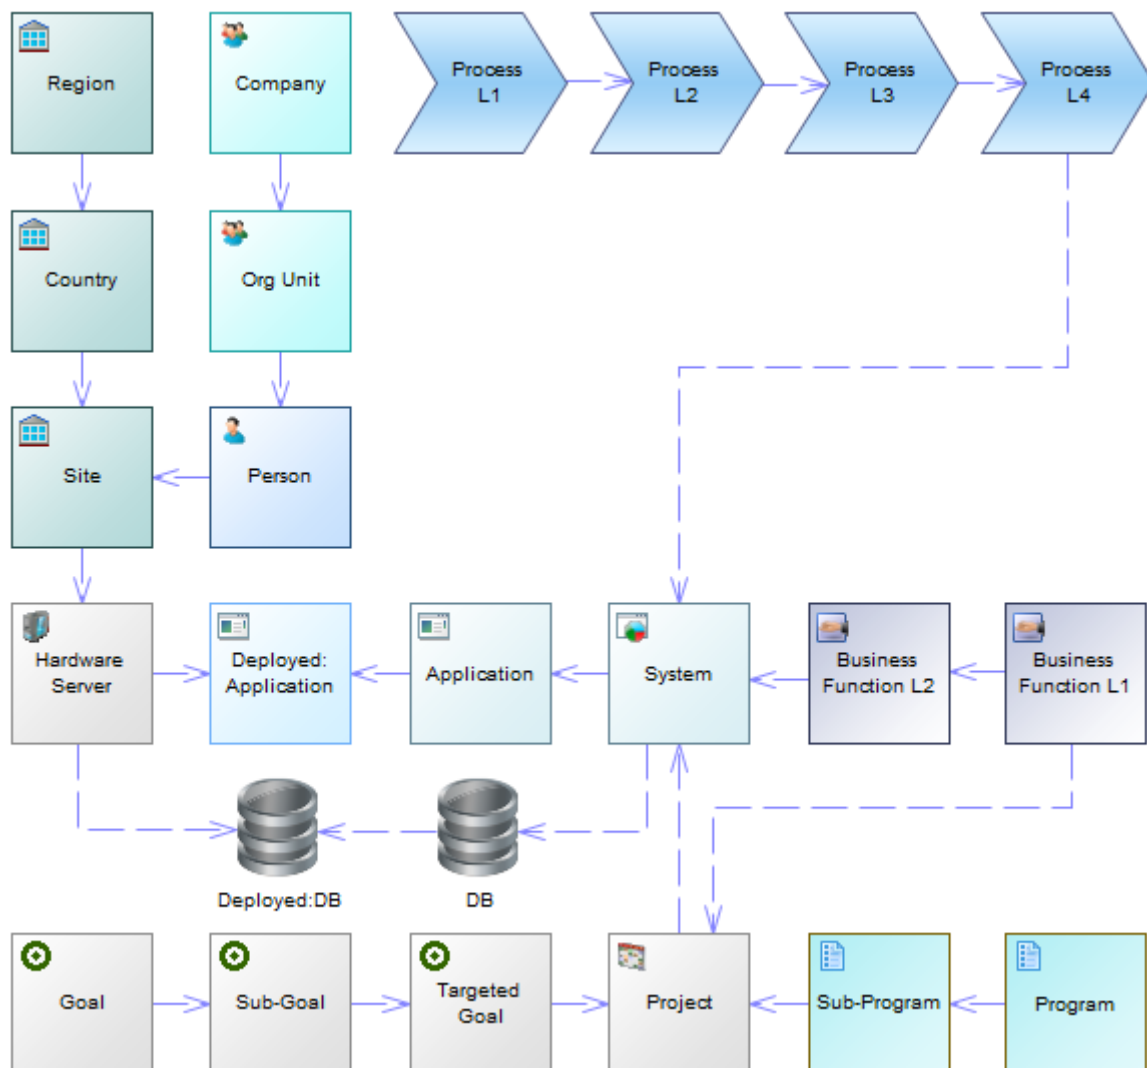 Region
Company
Process
L1
Process
L2
Process
L3
Process
L4
Country
Org Unit
Site
Person
Hardware
Server
Deployed:
Application
Application
System
Business
Function L2
Business
Function L1
Deployed:DB
DB
Goal
Sub-Goal
Targeted
Goal
Project
Sub-Program
Program